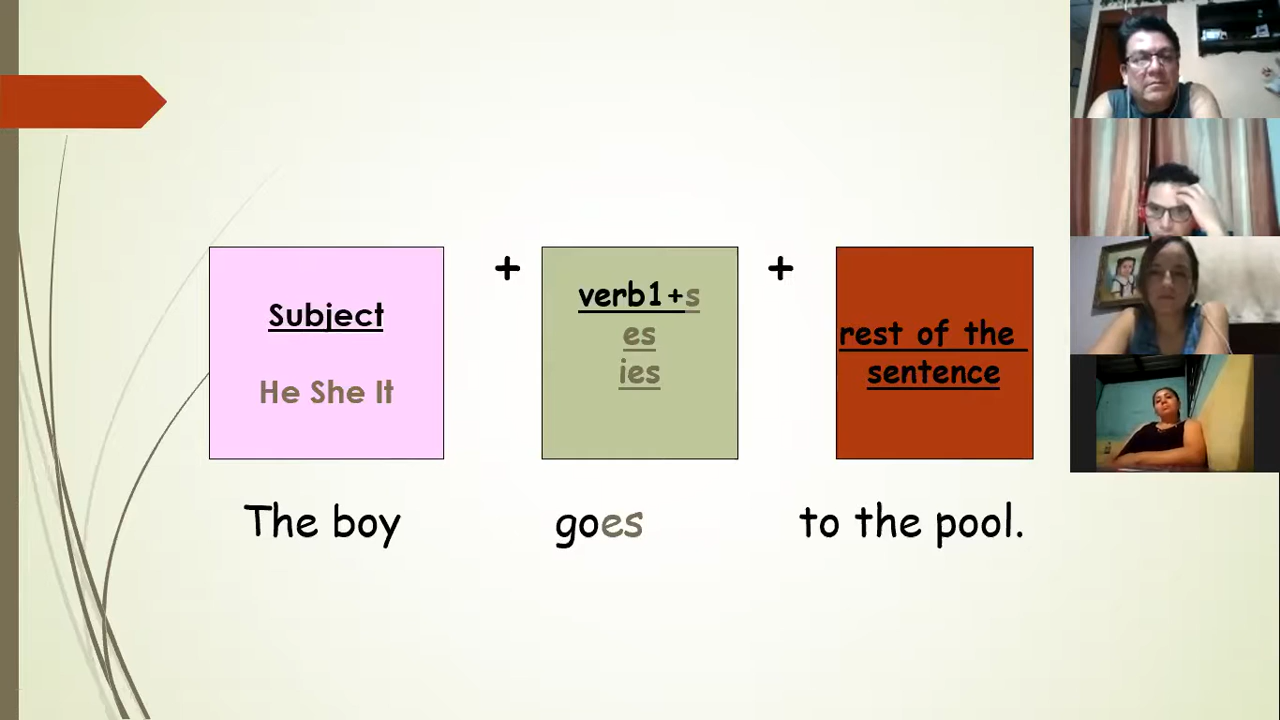 Subject
He She It
+
verb1+s
es
ies
+
rest of the
sentence
The boy goes to the pool.